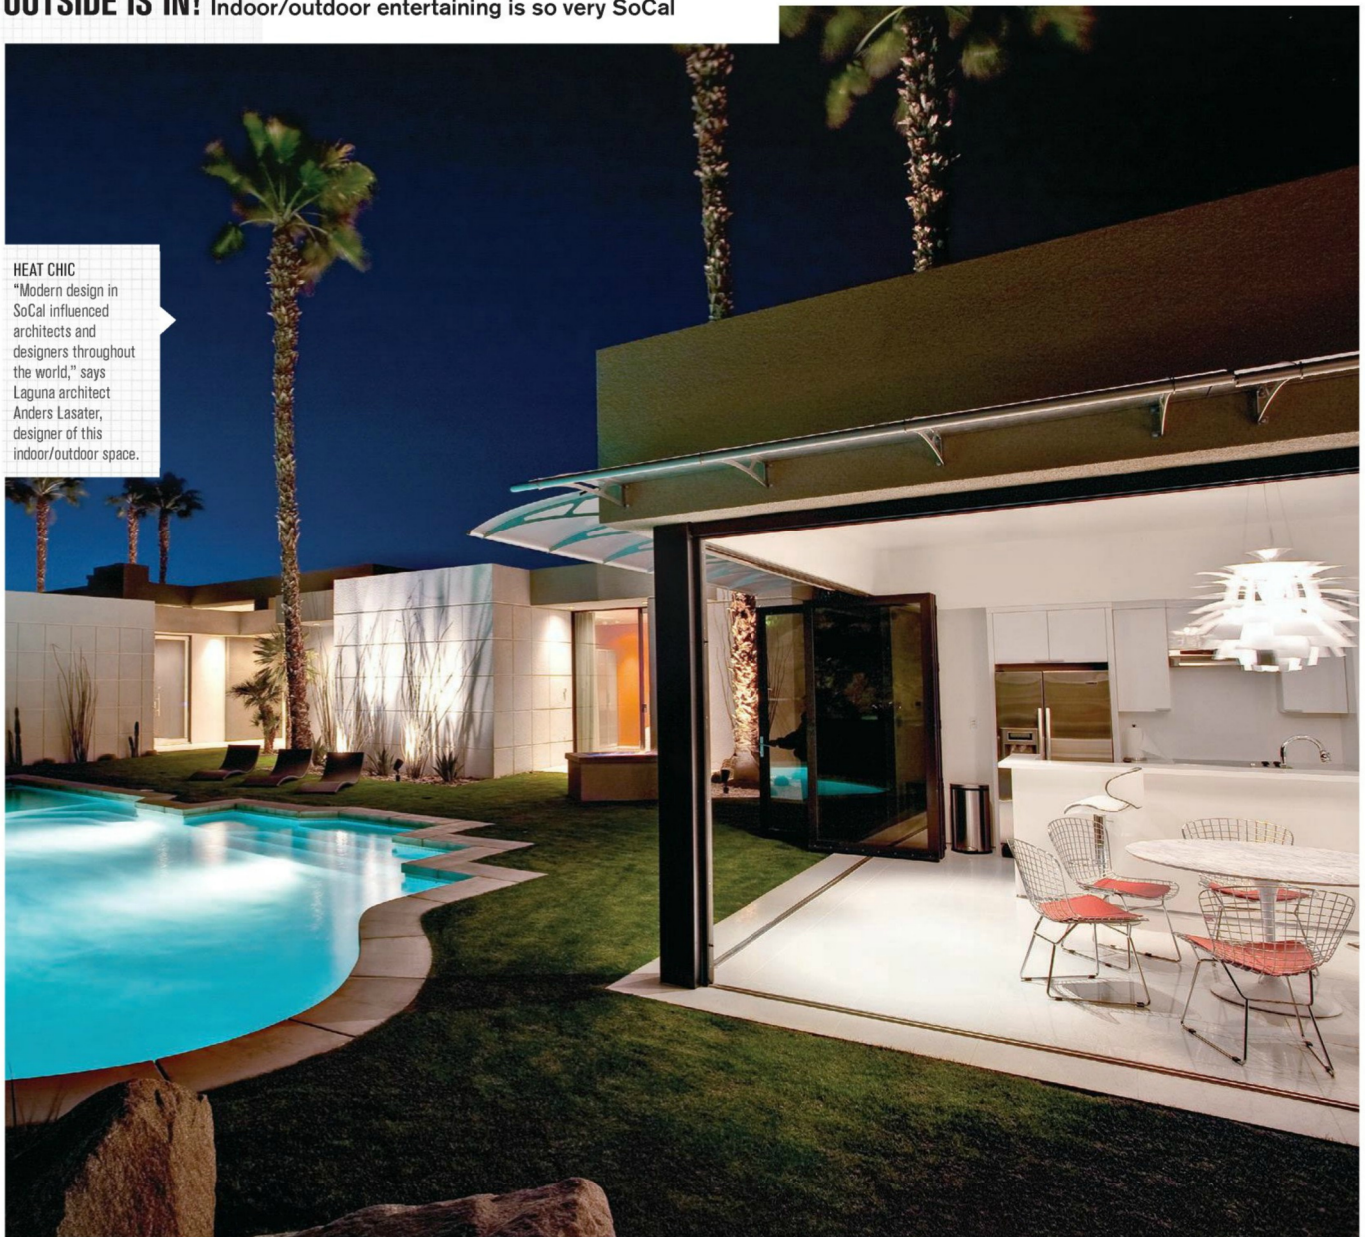 OUTSIDE IS IN! Indoor/outdoor entertaining is so very SoCal
HEAT CHIC
“Modern design in
SoCal influenced
architects and
designers throughout
the world,” says
Laguna architect
Anders Lasater,
designer of this
indoor/outdoor space.